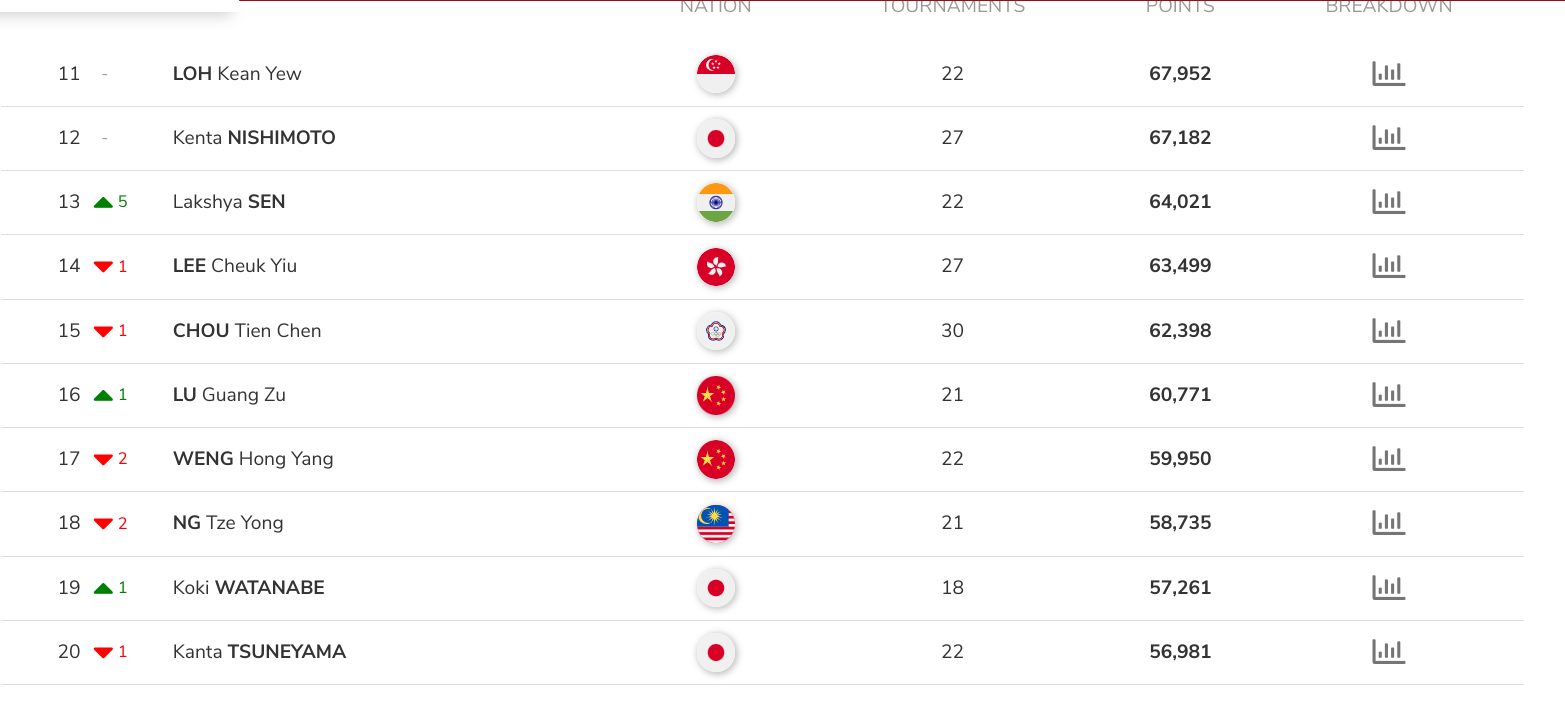 NATION TOURNAMENTS POINTS BREAKDOWN
11 - LOH Kean Yew 22 67,952
12 - Kenta NISHIMOTO 27 67,182
13 5 Lakshya SEN 22 64,021
14 1 LEE Cheuk Yiu 27 63,499
15 1 CHOU Tien Chen 30 62,398
16 1 LU Guang Zu 21 60,771
17 2 WENG Hong Yang 22 59,950
18 2 NG Tze Yong 21 58,735
19 1 Koki WATANABE 18 57,261
20 1 Kanta TSUNEYAMA 22 56,981